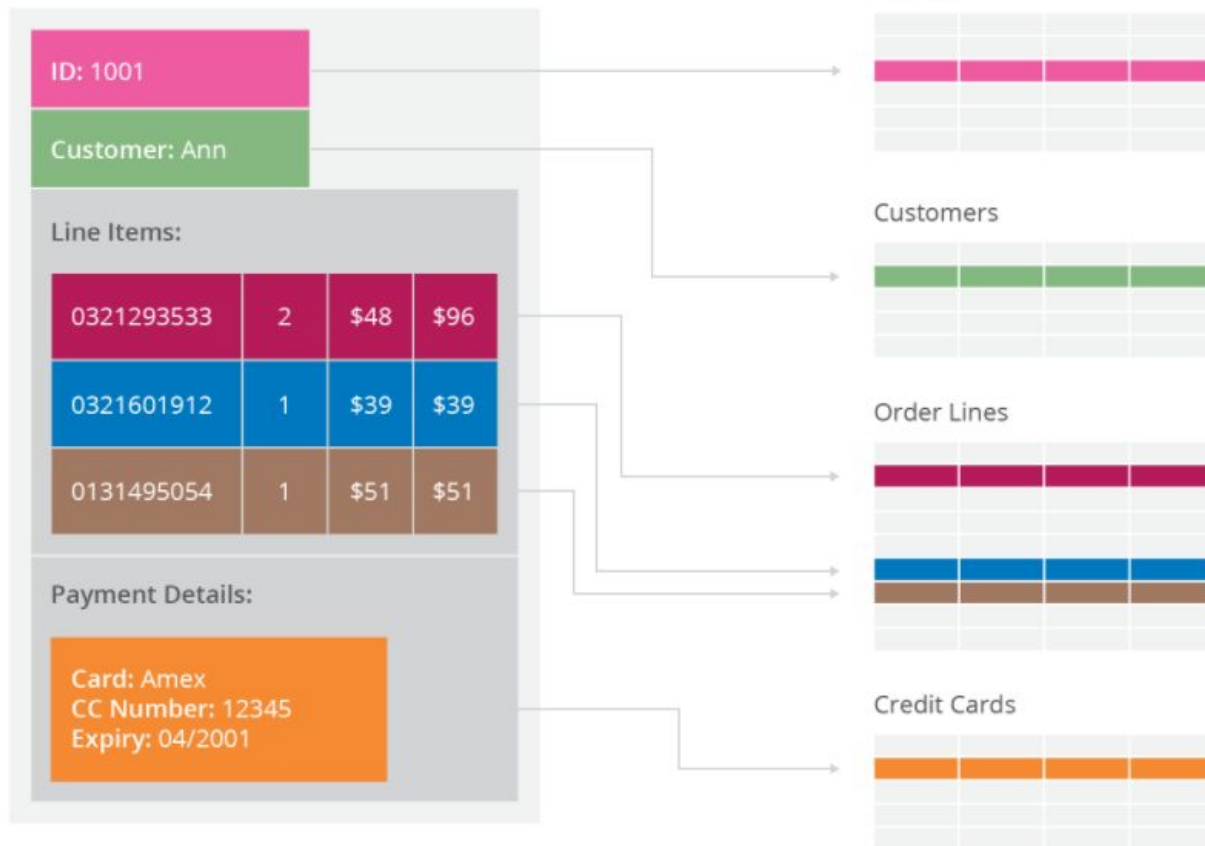 ID: 1001
Customer: Ann
Line Items:
0321293533 2 $48 $96
0321601912 1 $39 $39
0131495054 1 $51 $51
Payment Details:
Card: Amex
CC Number: 12345
Expiry: 04/2001
Customers
Order Lines
Credit Cards